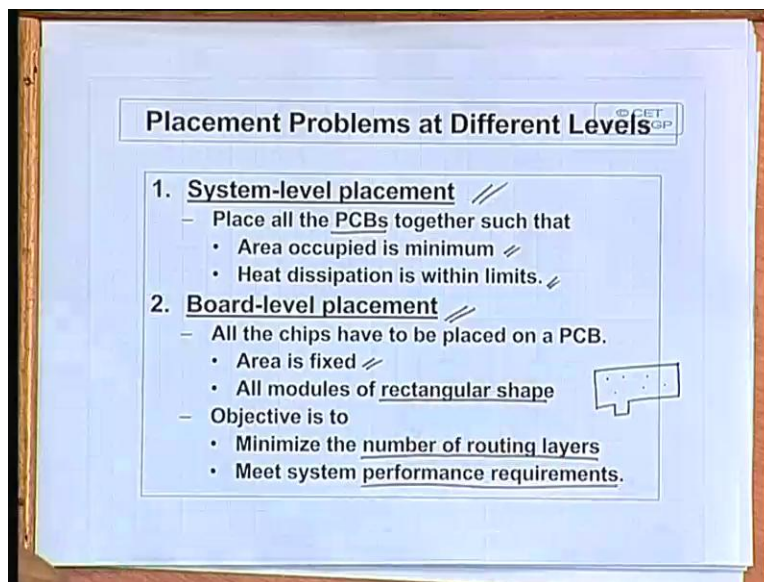 © CET
GP
Placement Problems at Different Levels
1. System-level placement
– Place all the PCBs together such that
• Area occupied is minimum
• Heat dissipation is within limits.
2. Board-level placement
– All the chips have to be placed on a PCB.
• Area is fixed
• All modules of rectangular shape
– Objective is to
• Minimize the number of routing layers
• Meet system performance requirements.